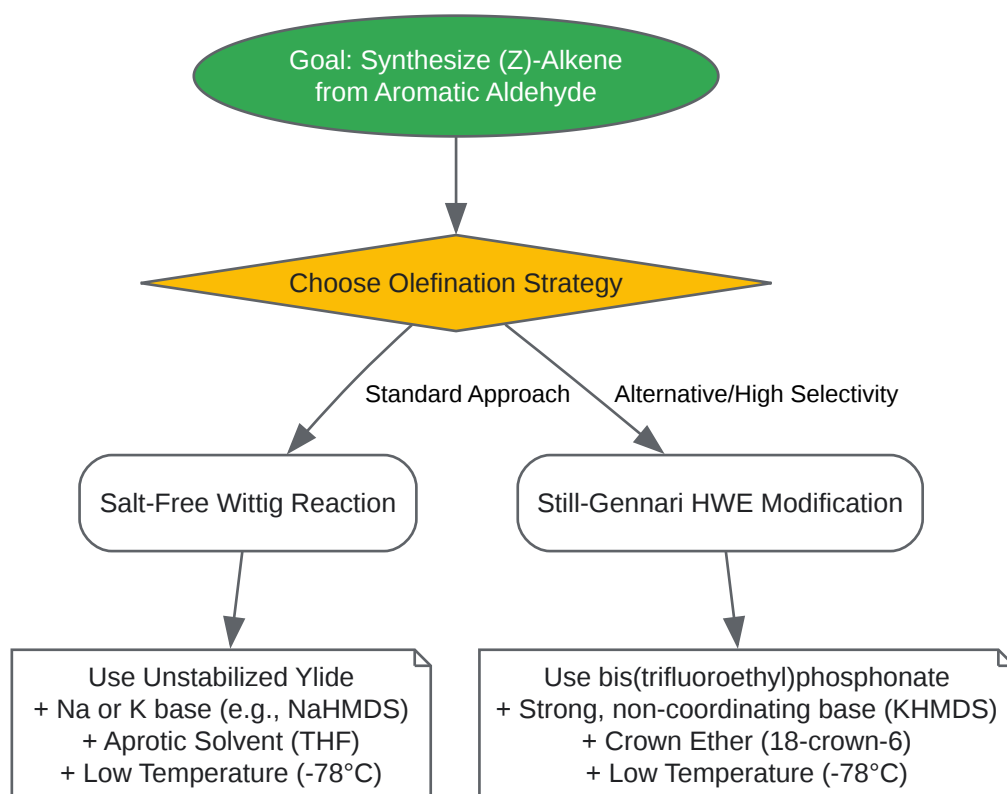 Goal: Synthesize (Z)-Alkene
from Aromatic Aldehyde
Choose Olefination Strategy
Standard Approach
Alternative/High Selectivity
Salt-Free Wittig Reaction
Still-Gennari HWE Modification
Use Unstabilized Ylide
+ Na or K base (e.g., NaHMDS)
+ Aprotic Solvent (THF)
+ Low Temperature (-78°C)
Use bis(trifluoroethyl)phosphonate
+ Strong, non-coordinating base (KHMDS)
+ Crown Ether (18-crown-6)
+ Low Temperature (-78°C)